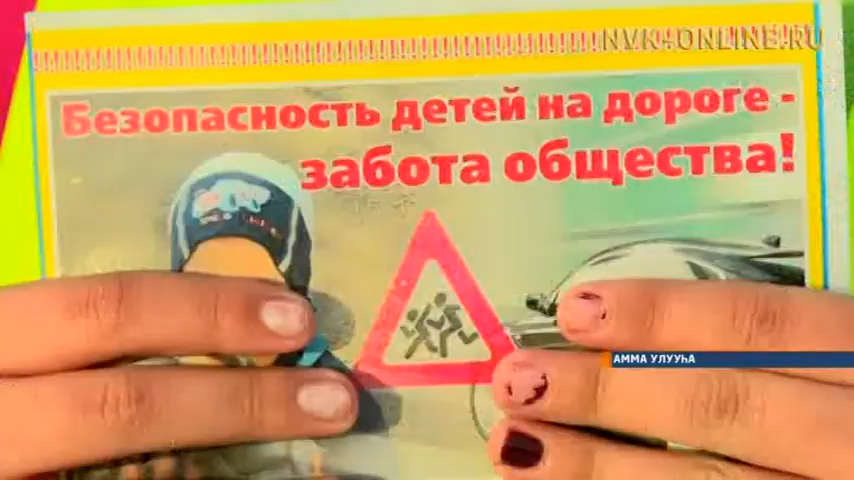 NVK-ONLINE.RU
!!!!!!!!!!!!!!!!!!!!!!!!!!!!!!!!!!!!!!!!!!!!!!!!!!!!!!!!!!!!!!!!!!!!!!!!
Безопасность детей на дороге -
забота общества!
АММА УЛУУҺА